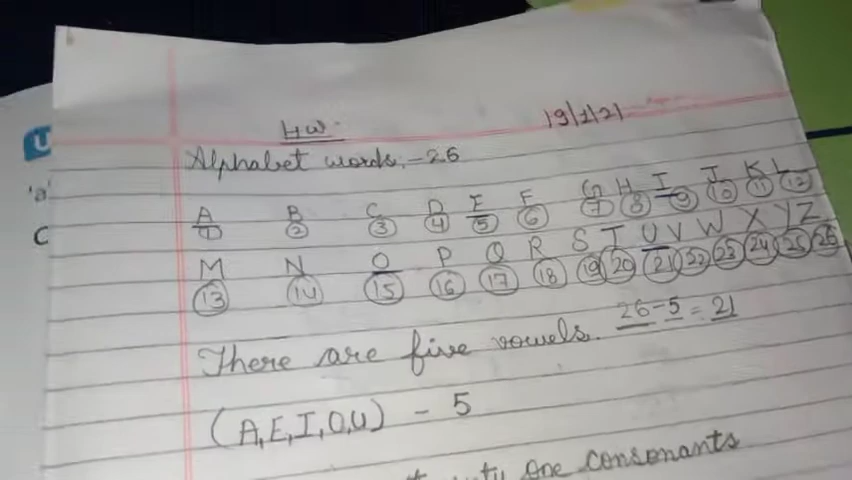 HW. 19/1/21
Alphabet words. - 26
A B C D E F G H I J K L
1 2 3 4 5 6 7 8 9 10 11 12
M N O P Q R S T U V W X Y Z
13 14 15 16 17 18 19 20 21 22 23 24 25 26
There are five vowels. 26-5 = 21
(A, E, I, O, U) - 5
one consonants
U
'a'
C